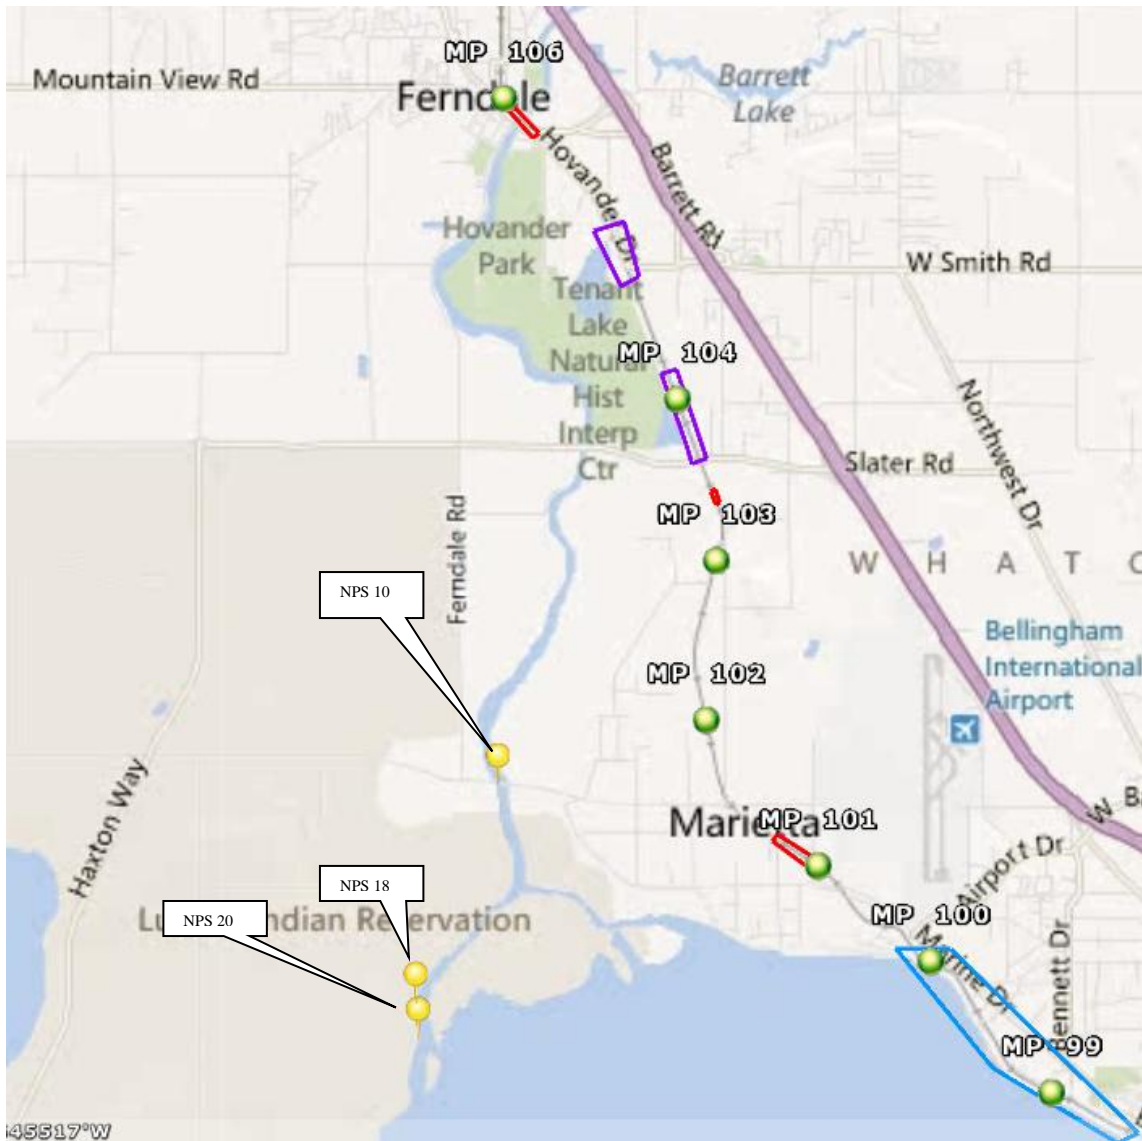 MP 106
Mountain View Rd
Ferndale
Barrett
Lake
Hovander Dr
Barrett Rd
Hovander
Park
W Smith Rd
Tenant
Lake
Natural
Hist
Interp
Ctr
MP 104
Northwest Dr
Slater Rd
MP 103
Ferndale Rd
W H A T C
NPS 10
Bellingham
International
Airport
MP 102
Haxton Way
Marietta
MP 101
W Ba
Airport Dr
NPS 18
NPS 20
Indian Reservation
MP 100
Marine Dr
Bennett Dr
MP 99
45517°W